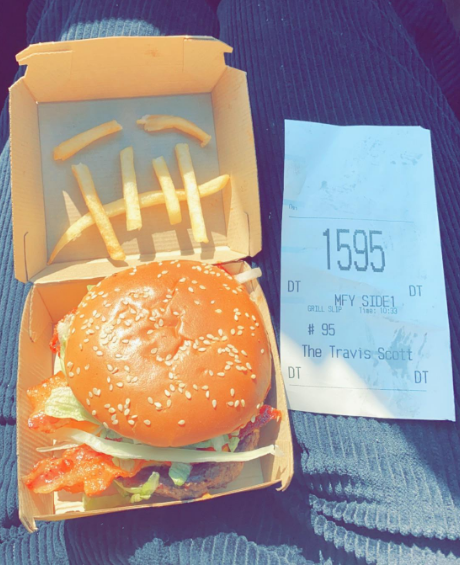 1595
DT DT
MFY SIDE1
GRILL SLIP
# 95
The Travis Scott
DT DT